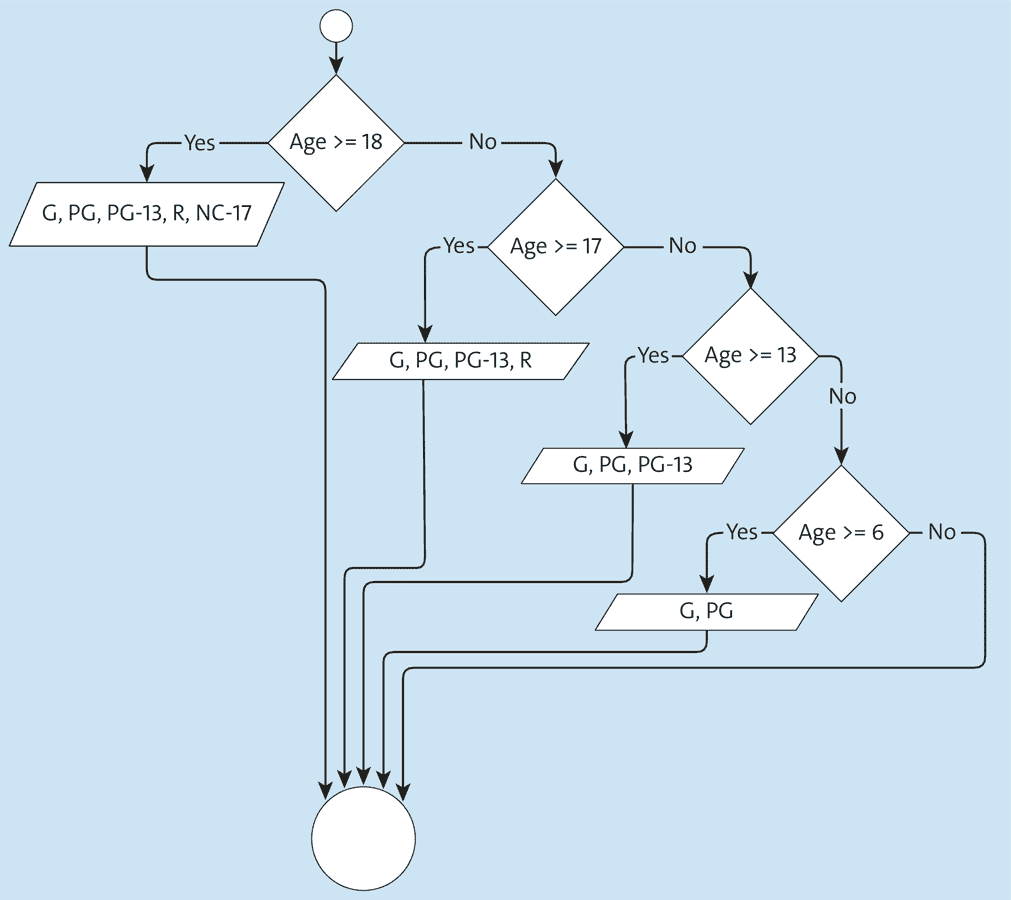 Age >= 18
Yes
No
G, PG, PG-13, R, NC-17
Age >= 17
Yes
No
G, PG, PG-13, R
Age >= 13
Yes
No
G, PG, PG-13
Age >= 6
Yes
No
G, PG